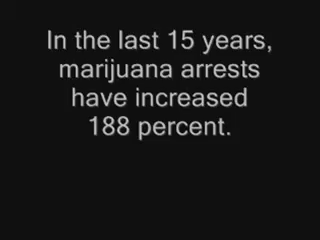 In the last 15 years,
marijuana arrests
have increased
188 percent.